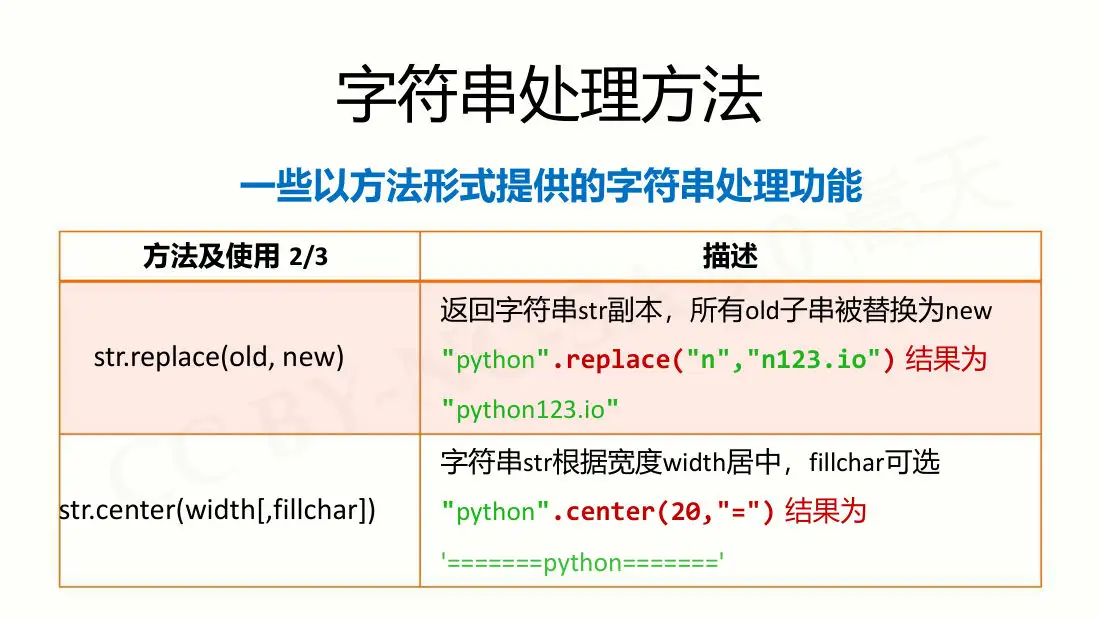 字符串处理方法
一些以方法形式提供的字符串处理功能
方法及使用 2/3
描述
str.replace(old, new)
返回字符串str副本，所有old子串被替换为new
"python".replace("n","n123.io") 结果为
"python123.io"
str.center(width[,fillchar])
字符串str根据宽度width居中，fillchar可选
"python".center(20,"=") 结果为
'=======python======='